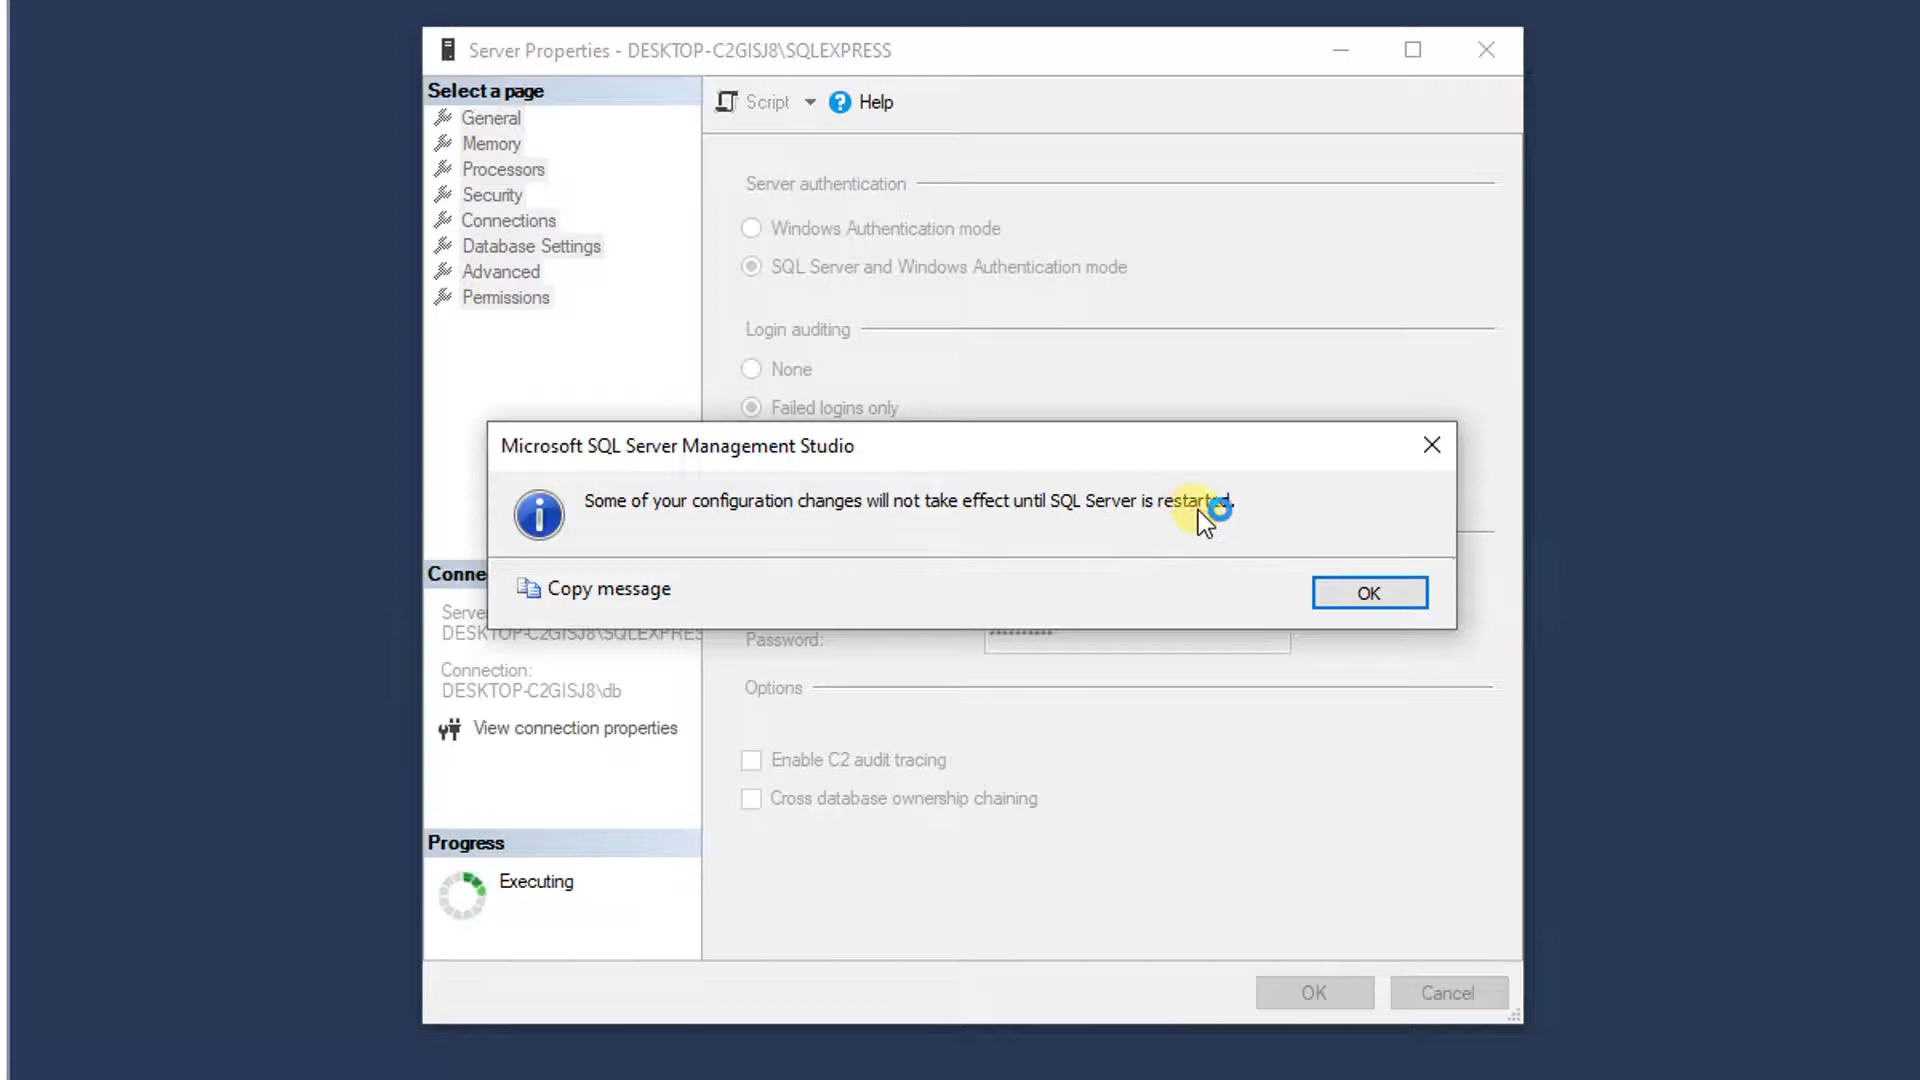 Server Properties - DESKTOP-C2GISJ8\SQLEXPRESS
Select a page
General
Memory
Processors
Security
Connections
Database Settings
Advanced
Permissions
Script
Help
Server authentication
Windows Authentication mode
SQL Server and Windows Authentication mode
Login auditing
None
Failed logins only
Microsoft SQL Server Management Studio
Some of your configuration changes will not take effect until SQL Server is restarted.
Copy message
OK
Conne
Serve
DESKTOP-C2GISJ8\SQLEXPRES
Connection:
DESKTOP-C2GISJ8\db
View connection properties
Password:
**********
Options
Enable C2 audit tracing
Cross database ownership chaining
Progress
Executing
OK
Cancel